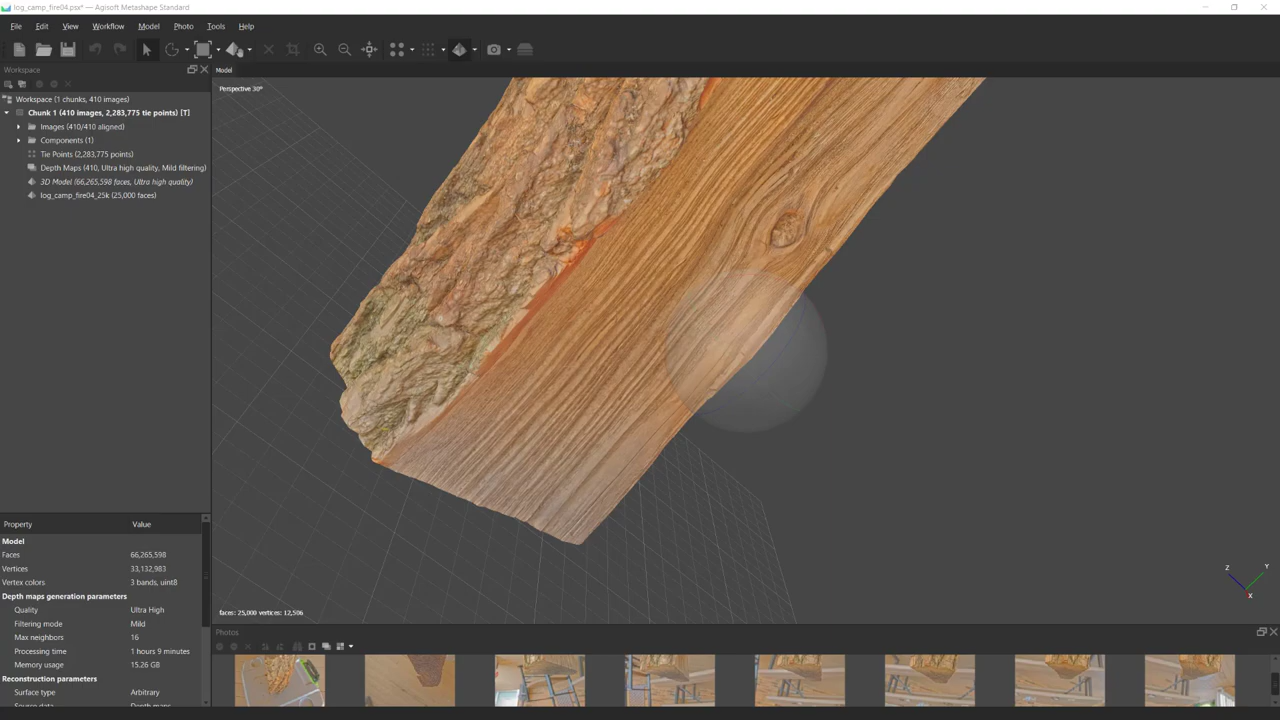 log_camp_fire04.psx* — Agisoft Metashape Standard
File Edit View Workflow Model Photo Tools Help
Workspace
Model
Workspace (1 chunks, 410 images)
Chunk 1 (410 images, 2,283,775 tie points) [T]
Images (410/410 aligned)
Components (1)
Tie Points (2,283,775 points)
Depth Maps (410, Ultra high quality, Mild filtering)
3D Model (66,265,598 faces, Ultra high quality)
log_camp_fire04_25k (25,000 faces)
Perspective 30°
Property Value
Model
Faces 66,265,598
Vertices 33,132,983
Vertex colors 3 bands, uint8
Depth maps generation parameters
Quality Ultra High
Filtering mode Mild
Max neighbors 16
Processing time 1 hours 9 minutes
Memory usage 15.26 GB
Reconstruction parameters
Surface type Arbitrary
Source data Depth maps
Z Y
X
faces: 25,000 vertices: 12,506
Photos